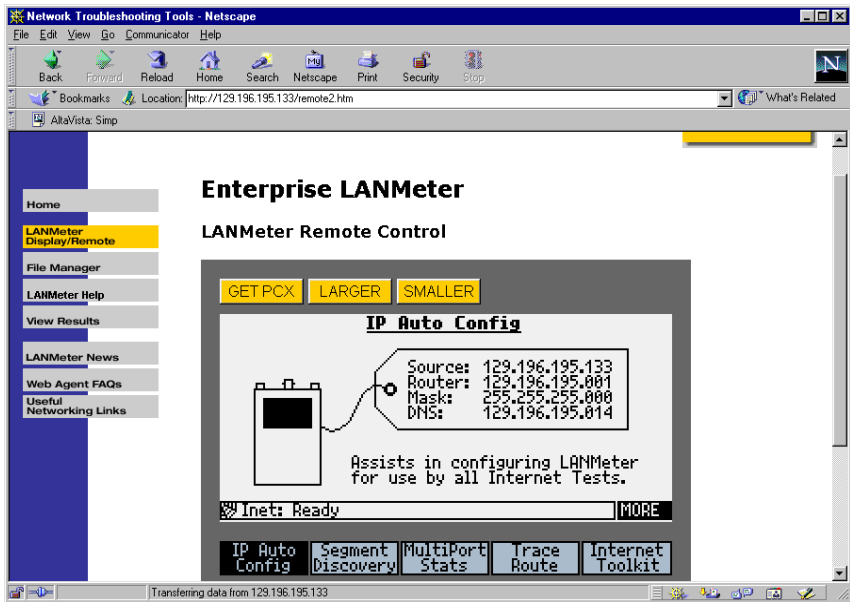 Network Troubleshooting Tools - Netscape
File Edit View Go Communicator Help
Back Forward Reload Home Search My Netscape Print Security Stop
N
Bookmarks Location: http://129.196.195.133/remote2.htm What's Related
AltaVista: Simp
Home
LANMeter
Display/Remote
File Manager
LANMeter Help
View Results
LANMeter News
Web Agent FAQs
Useful
Networking Links
Enterprise LANMeter
LANMeter Remote Control
GET PCX LARGER SMALLER
IP Auto Config
Source: 129.196.195.133
Router: 129.196.195.001
Mask: 255.255.255.000
DNS: 129.196.195.014
Assists in configuring LANMeter
for use by all Internet Tests.
Inet: Ready MORE
IP Auto Config
Segment Discovery
MultiPort Stats
Trace Route
Internet Toolkit
Transferring data from 129.196.195.133